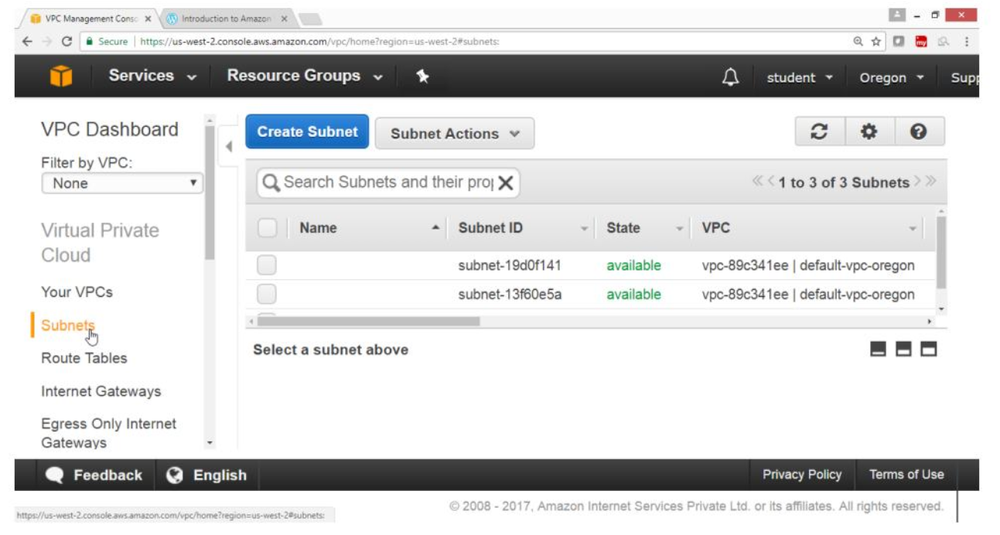 VPC Management Conso
Introduction to Amazon
Secure | https://us-west-2.console.aws.amazon.com/vpc/home?region=us-west-2#subnets:
my
Services Resource Groups student Oregon Supp
VPC Dashboard
Create Subnet
Subnet Actions
Filter by VPC:
None
Search Subnets and their pro
1 to 3 of 3 Subnets
Name Subnet ID State VPC
subnet-19d0f141 available vpc-89c341ee | default-vpc-oregon
subnet-13f60e5a available vpc-89c341ee | default-vpc-oregon
Virtual Private
Cloud
Your VPCs
Subnets
Route Tables
Internet Gateways
Egress Only Internet
Gateways
Select a subnet above
Feedback English Privacy Policy Terms of Use
https://us-west-2.console.aws.amazon.com/vpc/home?region=us-west-2#subnets:
© 2008 - 2017, Amazon Internet Services Private Ltd. or its affiliates. All rights reserved.